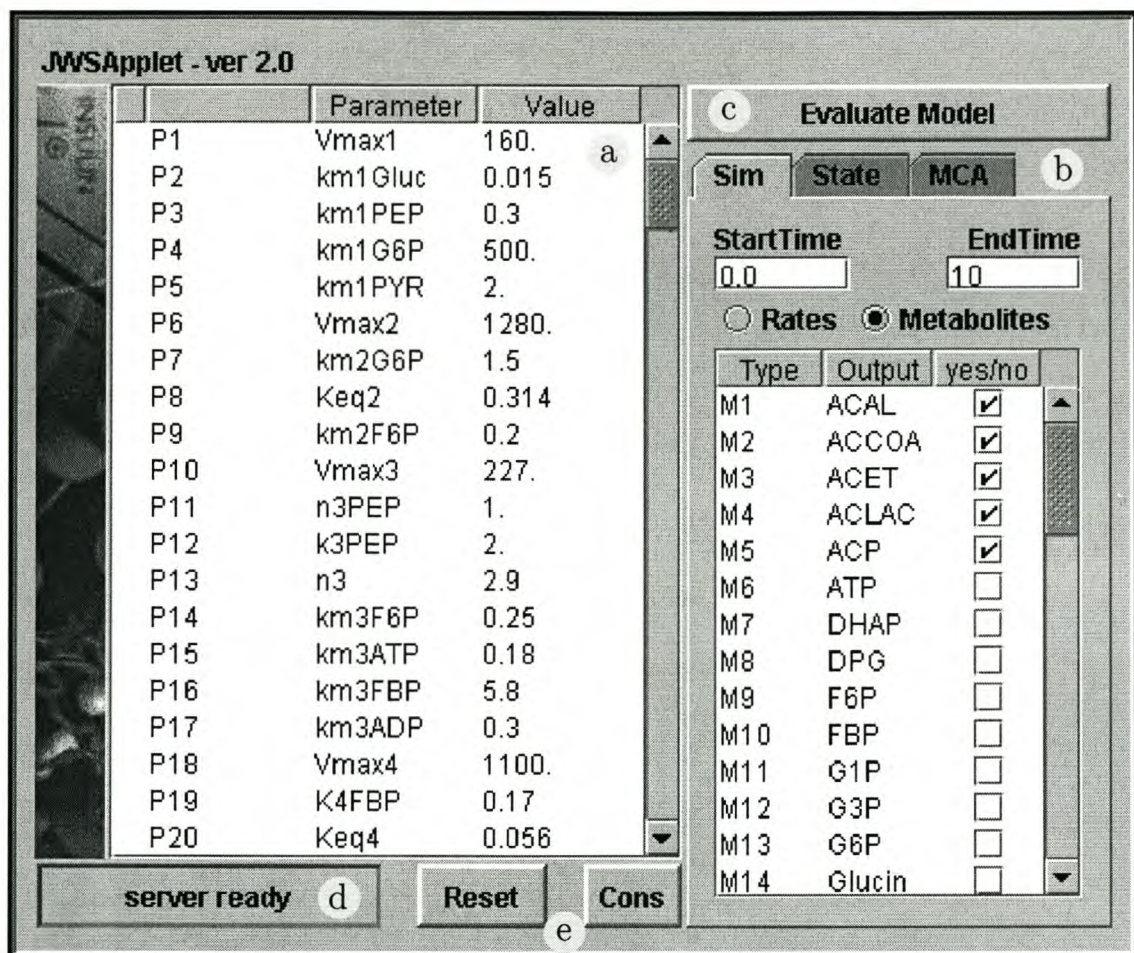 JWSApplet - ver 2.0
Parameter Value
P1 Vmax1 160.
P2 km1Gluc 0.015
P3 km1PEP 0.3
P4 km1G6P 500.
P5 km1PYR 2.
P6 Vmax2 1280.
P7 km2G6P 1.5
P8 Keq2 0.314
P9 km2F6P 0.2
P10 Vmax3 227.
P11 n3PEP 1.
P12 k3PEP 2.
P13 n3 2.9
P14 km3F6P 0.25
P15 km3ATP 0.18
P16 km3FBP 5.8
P17 km3ADP 0.3
P18 Vmax4 1100.
P19 K4FBP 0.17
P20 Keq4 0.056
a
c Evaluate Model
Sim State MCA b
StartTime EndTime
0.0 10
Rates Metabolites
Type Output yes/no
M1 ACAL
M2 ACCOA
M3 ACET
M4 ACLAC
M5 ACP
M6 ATP
M7 DHAP
M8 DPG
M9 F6P
M10 FBP
M11 G1P
M12 G3P
M13 G6P
M14 Glucin
server ready d
Reset Cons
e